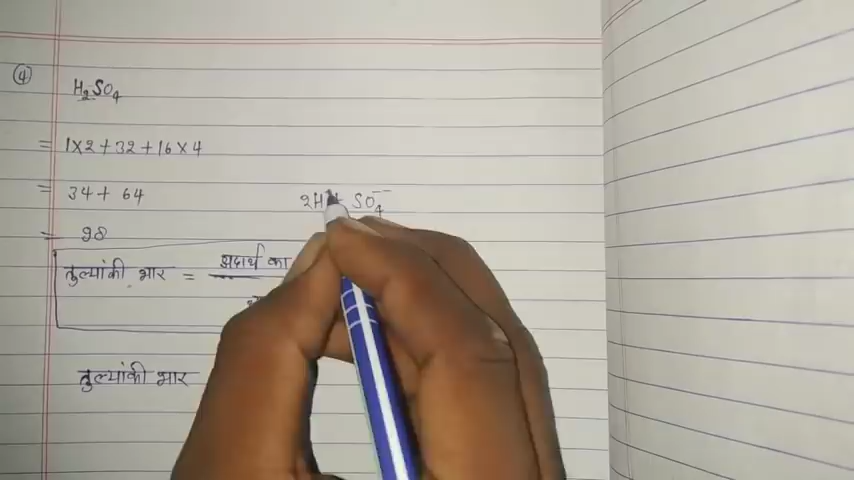 ④ H₂SO₄
= 1×2+32+16×4
= 34+ 64
2H + SO₄⁻⁻
= 98
तुल्यांकी भार = पदार्थ का
तुल्यांकी भार